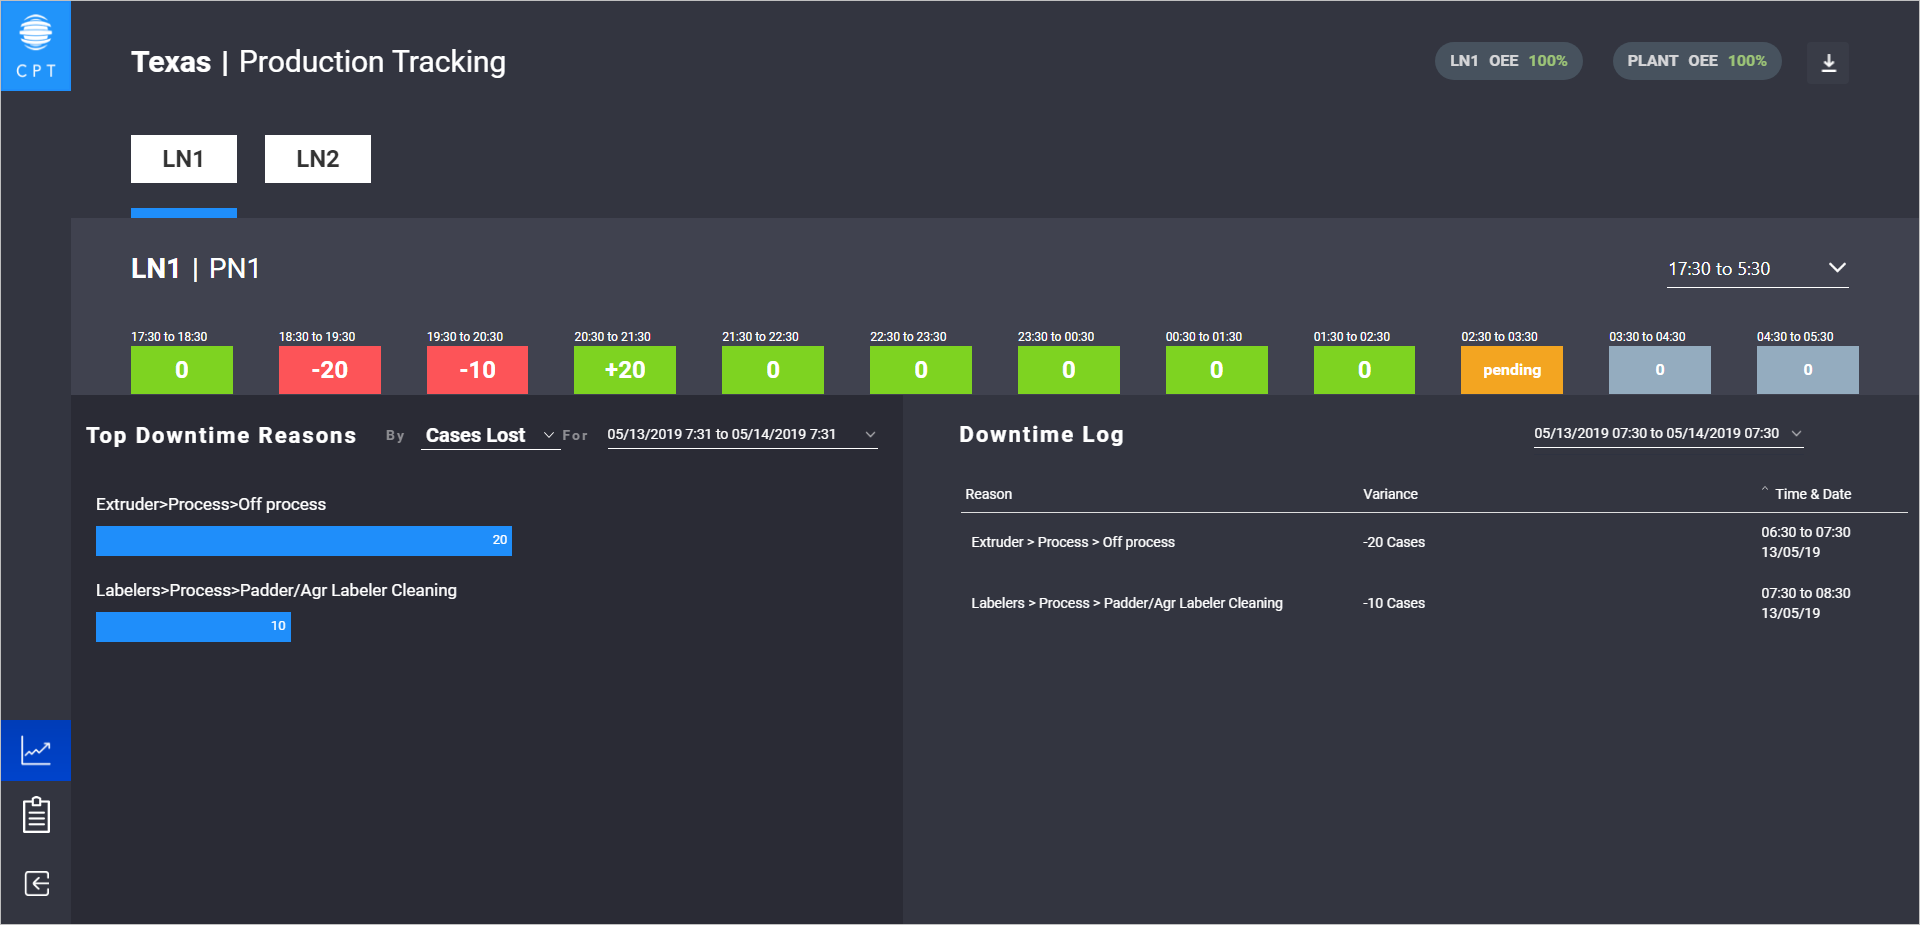 CPT
Texas | Production Tracking
LN1 OEE 100%
PLANT OEE 100%
LN1
LN2
LN1 | PN1
17:30 to 5:30
17:30 to 18:30
18:30 to 19:30
19:30 to 20:30
20:30 to 21:30
21:30 to 22:30
22:30 to 23:30
23:30 to 00:30
00:30 to 01:30
01:30 to 02:30
02:30 to 03:30
03:30 to 04:30
04:30 to 05:30
0
-20
-10
+20
0
0
0
0
0
pending
0
0
Top Downtime Reasons By Cases Lost For 05/13/2019 7:31 to 05/14/2019 7:31
Extruder>Process>Off process
20
Labelers>Process>Padder/Agr Labeler Cleaning
10
Downtime Log
05/13/2019 07:30 to 05/14/2019 07:30
Reason Variance Time & Date
Extruder > Process > Off process -20 Cases 06:30 to 07:30
13/05/19
Labelers > Process > Padder/Agr Labeler Cleaning -10 Cases 07:30 to 08:30
13/05/19